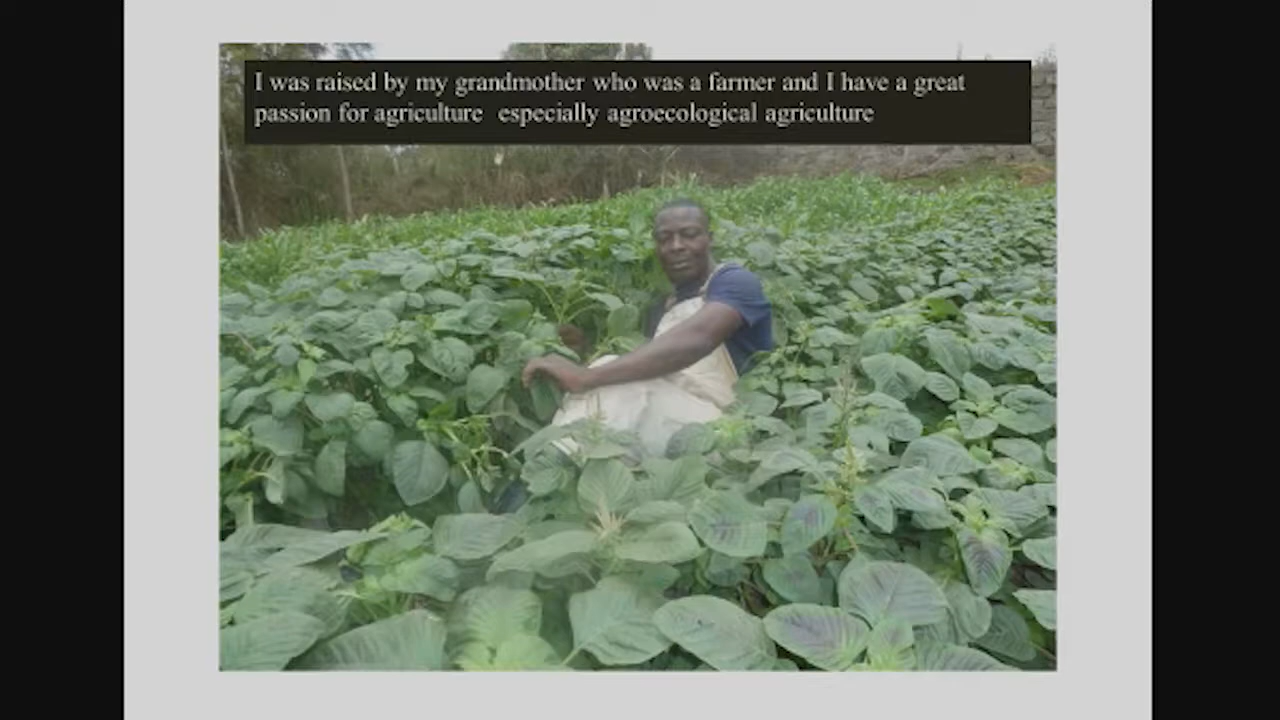 I was raised by my grandmother who was a farmer and I have a great
passion for agriculture especially agroecological agriculture